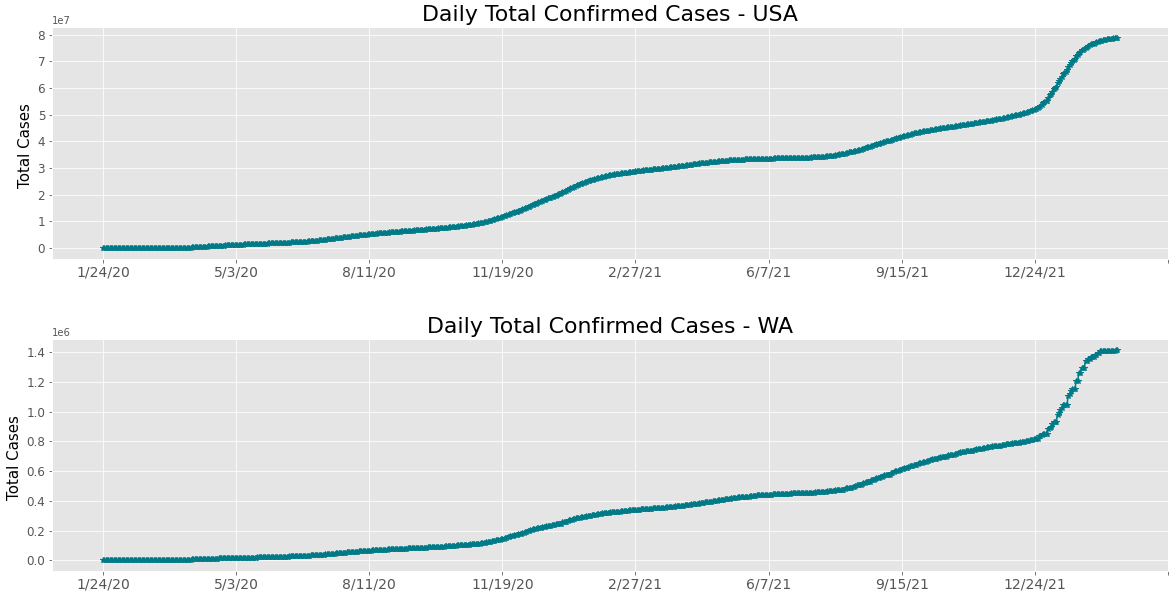 Daily Total Confirmed Cases - USA
1e7
8
7
6
5
4
3
2
1
0
Total Cases
1/24/20 5/3/20 8/11/20 11/19/20 2/27/21 6/7/21 9/15/21 12/24/21
Daily Total Confirmed Cases - WA
1e6
1.4
1.2
1.0
0.8
0.6
0.4
0.2
0.0
Total Cases
1/24/20 5/3/20 8/11/20 11/19/20 2/27/21 6/7/21 9/15/21 12/24/21